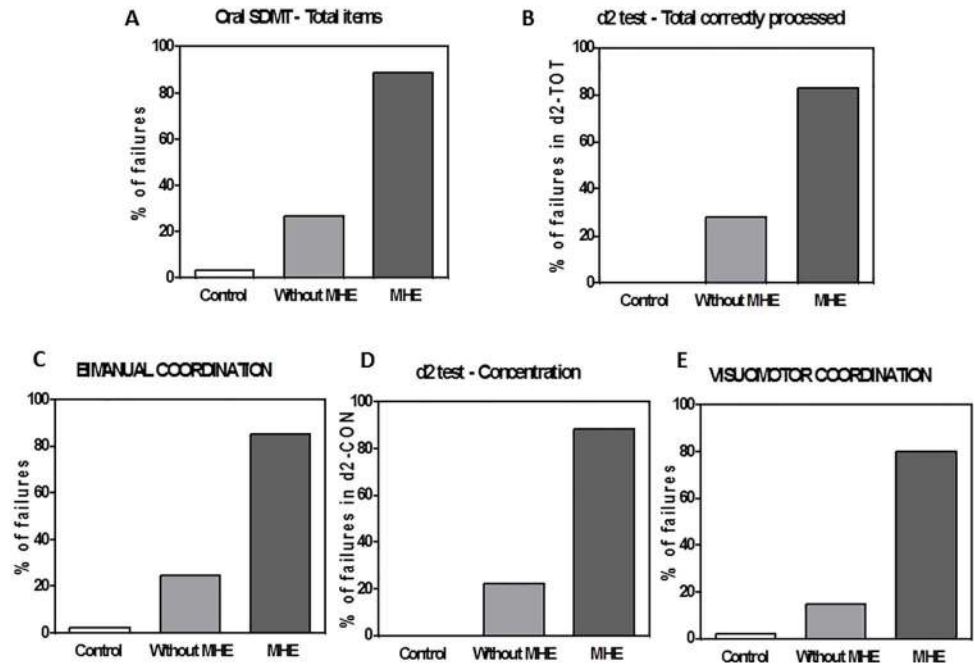 A
Oral SDMT - Total items
100
80
60
40
20
0
% of failures
Control
Without MHE
MHE
B
d2 test - Total correctly processed
100
80
60
40
20
0
% of failures in d2-TOT
Control
Without MHE
MHE
C
BIMANUAL COORDINATION
100
80
60
40
20
0
% of failures
Control
Without MHE
MHE
D
d2 test - Concentration
100
80
60
40
20
0
% of failures in d2-CON
Control
Without MHE
MHE
E
VISUOMOTOR COORDINATION
100
80
60
40
20
0
% of failures
Control
Without MHE
MHE